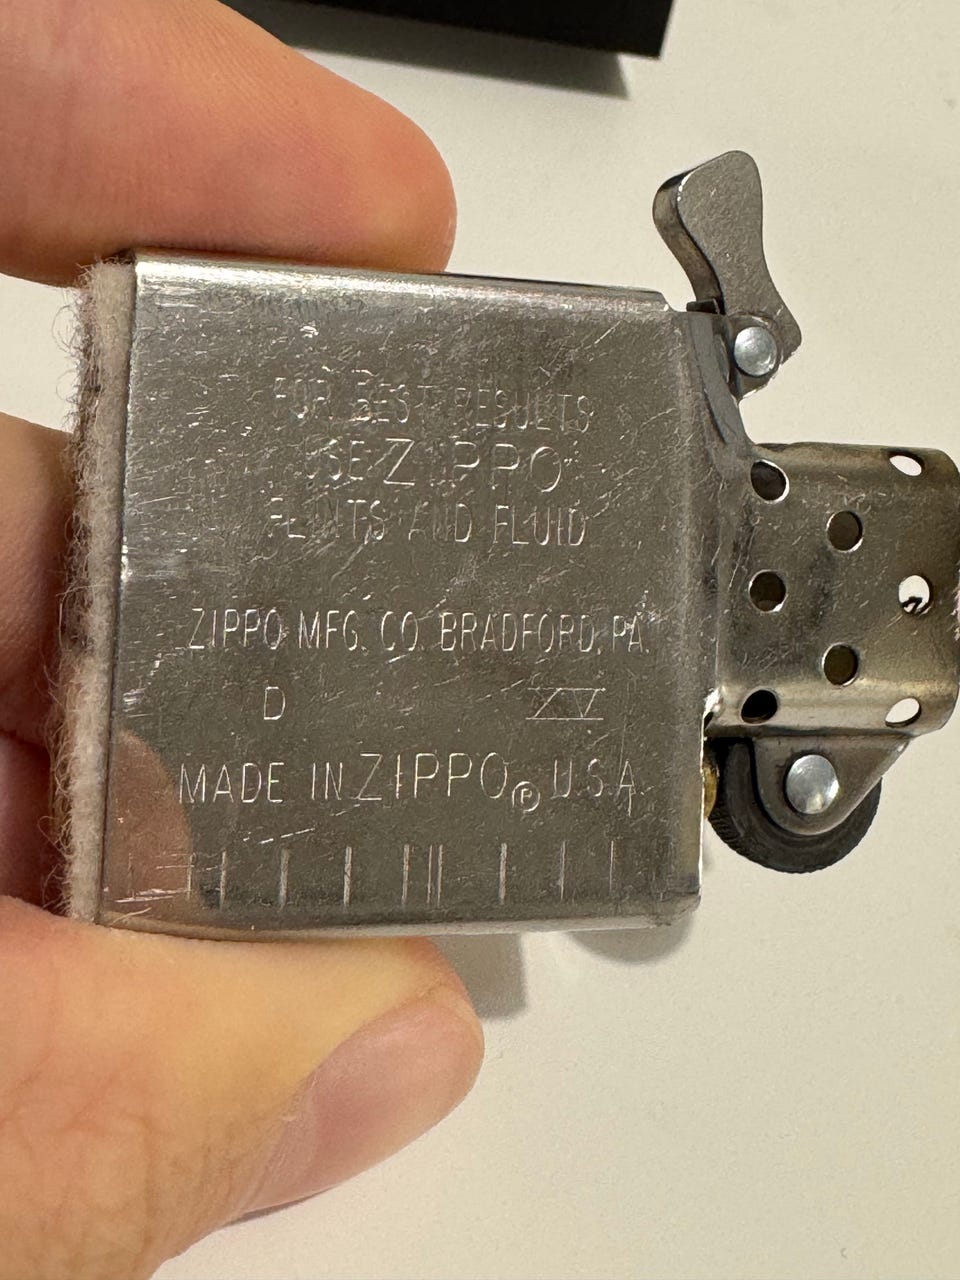 FOR BEST RESULTS
USE ZIPPO
FLINTS AND FLUID
ZIPPO MFG. CO. BRADFORD, PA.
D XV
MADE IN ZIPPO Ⓟ U.S.A.